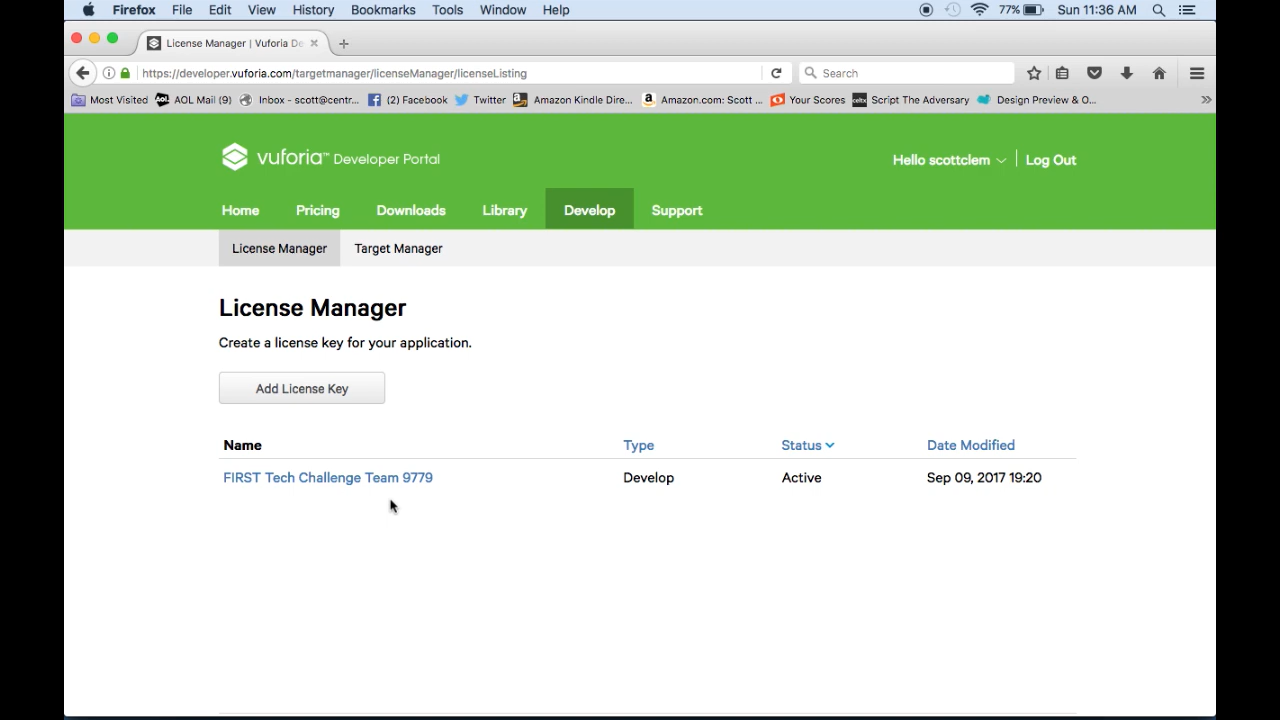 Firefox File Edit View History Bookmarks Tools Window Help 77% Sun 11:36 AM
License Manager | Vuforia De
https://developer.vuforia.com/targetmanager/licenseManager/licenseListing Search
Most Visited AOL Mail (9) Inbox - scott@centr... (2) Facebook Twitter Amazon Kindle Dire... Amazon.com: Scott ... Your Scores Script The Adversary Design Preview & O...
vuforia™ Developer Portal
Hello scottclem Log Out
Home Pricing Downloads Library Develop Support
License Manager Target Manager
License Manager
Create a license key for your application.
Add License Key
Name Type Status Date Modified
FIRST Tech Challenge Team 9779 Develop Active Sep 09, 2017 19:20